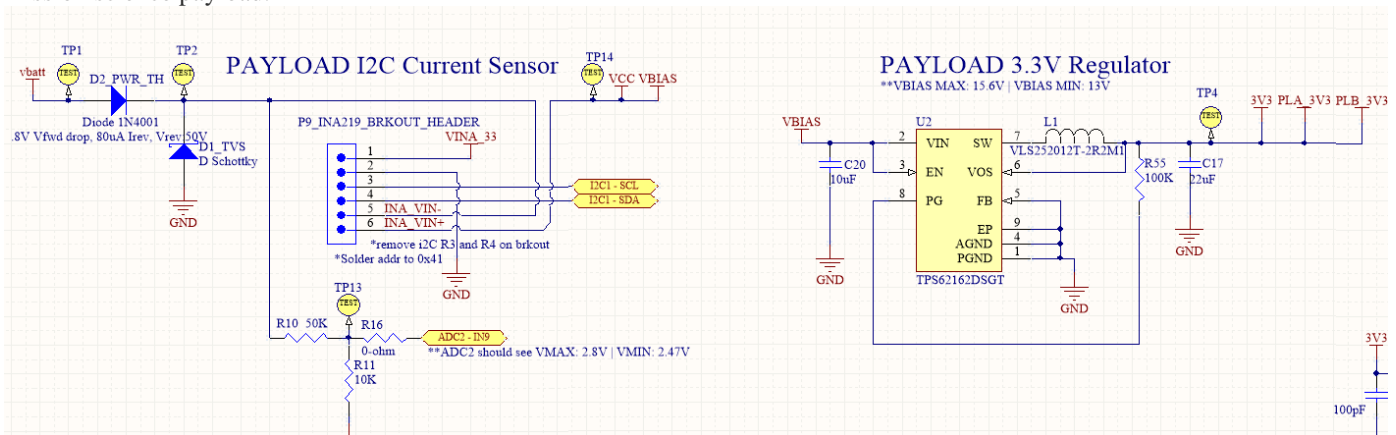 PAYLOAD I2C Current Sensor
TP1
TP2
TP14
TEST
TEST
TEST
vbatt
D2_PWR_TH
VCC VBIAS
Diode 1N4001
.8V Vfwd drop, 80uA Irev, Vrev 50V
D1_TVS
D Schottky
GND
P9_INA219_BRKOUT_HEADER
VINA_33
1
2
3
4
5
6
I2C1 - SCL
I2C1 - SDA
INA_VIN-
INA_VIN+
*remove i2C R3 and R4 on brkout
*Solder addr to 0x41
GND
TP13
TEST
R10 50K
R16
0-ohm
ADC2 - IN9
**ADC2 should see VMAX: 2.8V | VMIN: 2.47V
R11
10K
PAYLOAD 3.3V Regulator
**VBIAS MAX: 15.6V | VBIAS MIN: 13V
TP4
TEST
3V3 PLA_3V3 PLB_3V3
VBIAS
U2
L1
VLS252012T-2R2M1
C20
10uF
GND
2 VIN SW 7
3 EN VOS 6
8 PG FB 5
EP 9
AGND 4
PGND 1
TPS62162DSGT
GND
R55
100K
C17
22uF
GND
3V3
100pF